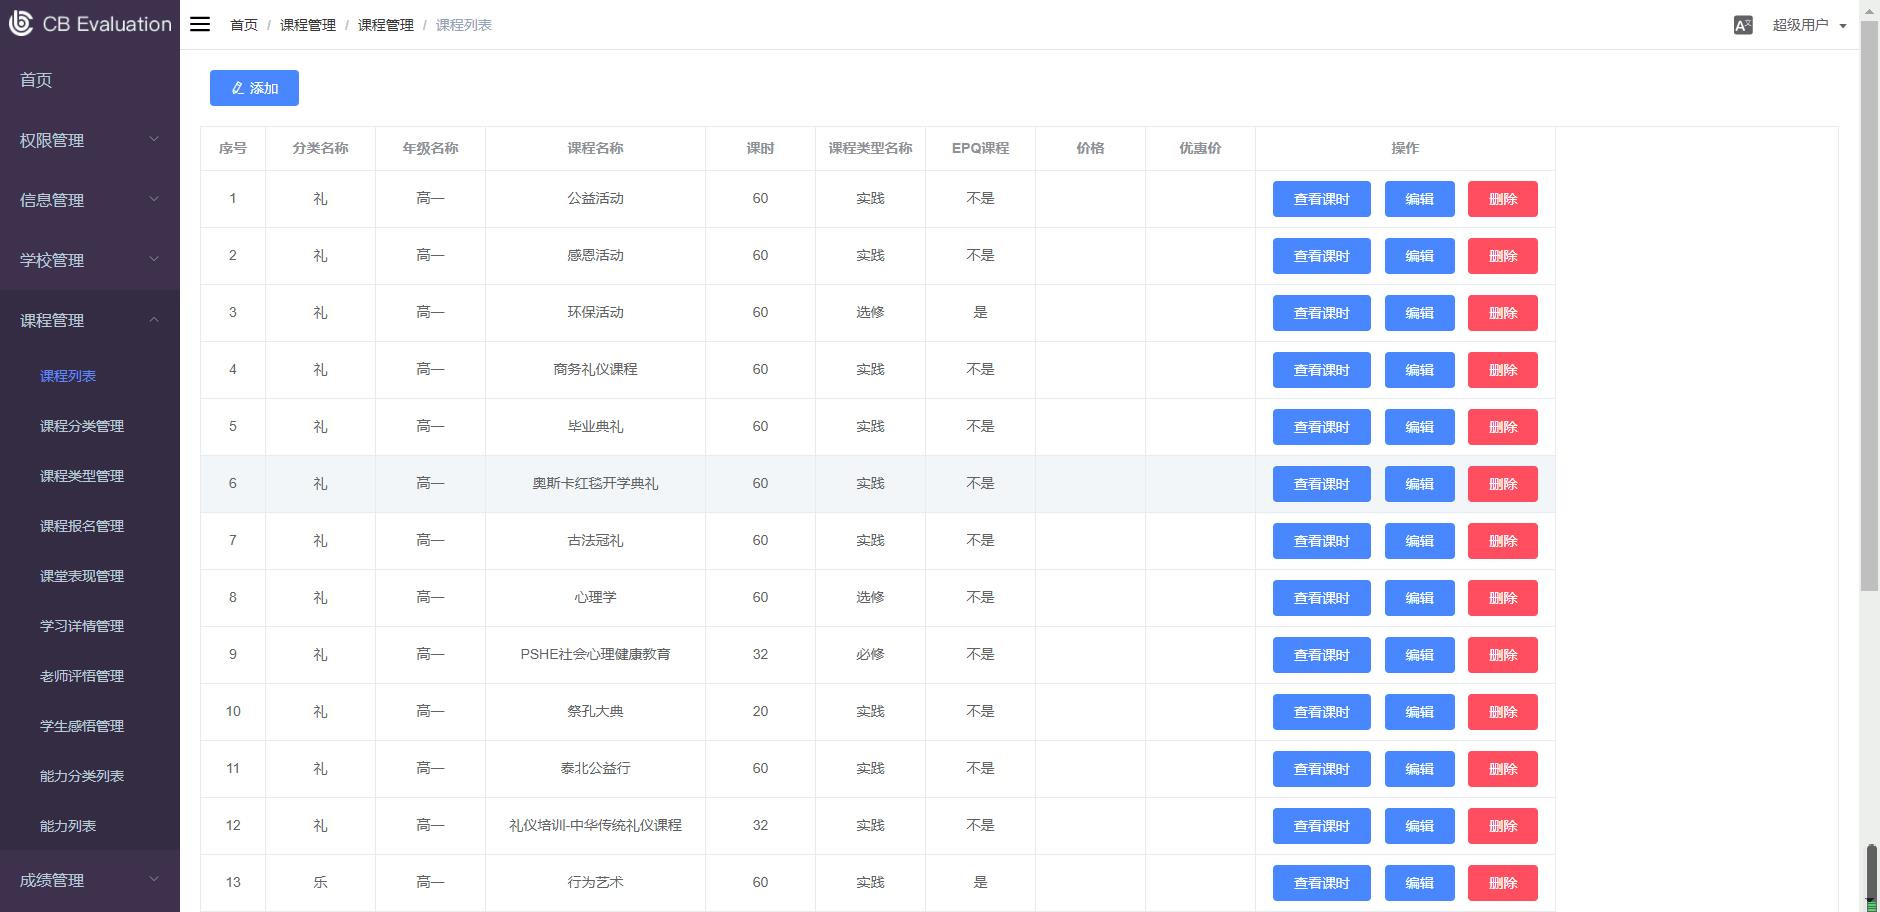 CB Evaluation
首页 / 课程管理 / 课程管理 / 课程列表
超级用户
首页
权限管理
信息管理
学校管理
课程管理
课程列表
课程分类管理
课程类型管理
课程报名管理
课堂表现管理
学习详情管理
老师评悟管理
学生感悟管理
能力分类列表
能力列表
成绩管理
添加
序号 分类名称 年级名称 课程名称 课时 课程类型名称 EPQ课程 价格 优惠价 操作
1 礼 高一 公益活动 60 实践 不是 查看课时 编辑 删除
2 礼 高一 感恩活动 60 实践 不是 查看课时 编辑 删除
3 礼 高一 环保活动 60 选修 是 查看课时 编辑 删除
4 礼 高一 商务礼仪课程 60 实践 不是 查看课时 编辑 删除
5 礼 高一 毕业典礼 60 实践 不是 查看课时 编辑 删除
6 礼 高一 奥斯卡红毯开学典礼 60 实践 不是 查看课时 编辑 删除
7 礼 高一 古法冠礼 60 实践 不是 查看课时 编辑 删除
8 礼 高一 心理学 60 选修 不是 查看课时 编辑 删除
9 礼 高一 PSHE社会心理健康教育 32 必修 不是 查看课时 编辑 删除
10 礼 高一 祭孔大典 20 实践 不是 查看课时 编辑 删除
11 礼 高一 泰北公益行 60 实践 不是 查看课时 编辑 删除
12 礼 高一 礼仪培训-中华传统礼仪课程 32 实践 不是 查看课时 编辑 删除
13 乐 高一 行为艺术 60 实践 是 查看课时 编辑 删除